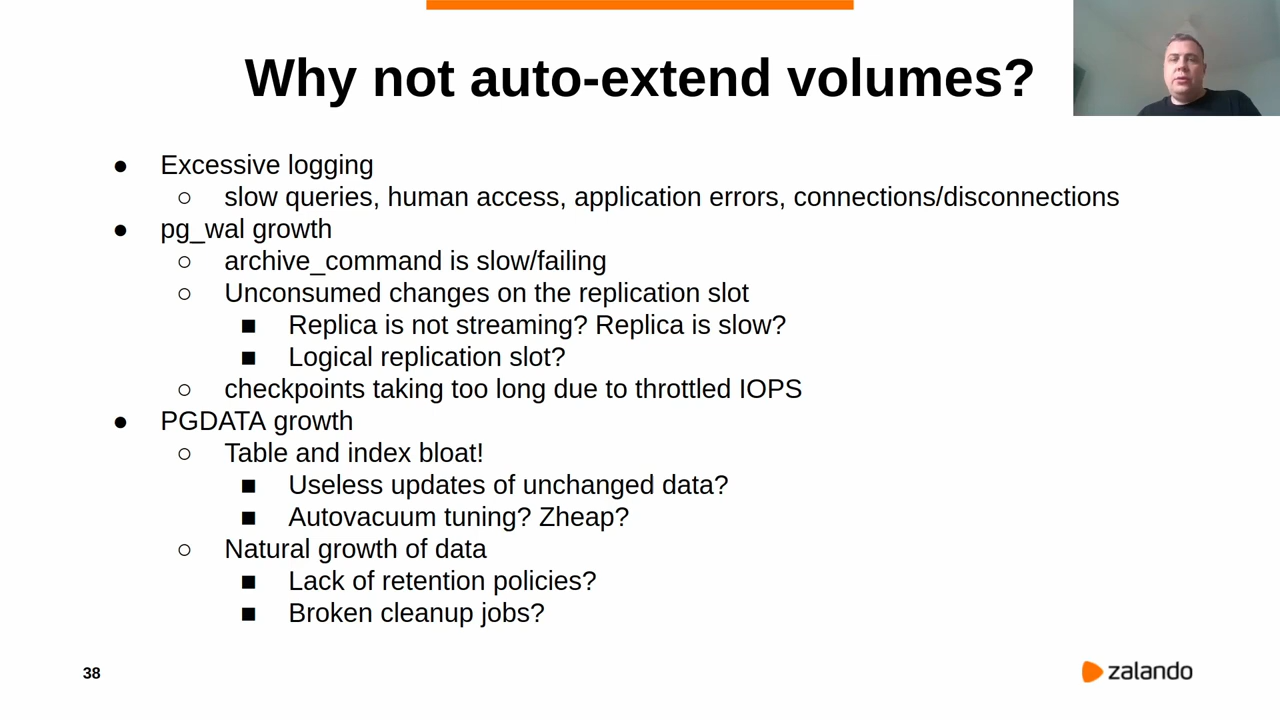 Why not auto-extend volumes?
● Excessive logging
○ slow queries, human access, application errors, connections/disconnections
● pg_wal growth
○ archive_command is slow/failing
○ Unconsumed changes on the replication slot
■ Replica is not streaming? Replica is slow?
■ Logical replication slot?
○ checkpoints taking too long due to throttled IOPS
● PGDATA growth
○ Table and index bloat!
■ Useless updates of unchanged data?
■ Autovacuum tuning? Zheap?
○ Natural growth of data
■ Lack of retention policies?
■ Broken cleanup jobs?
38
zalando